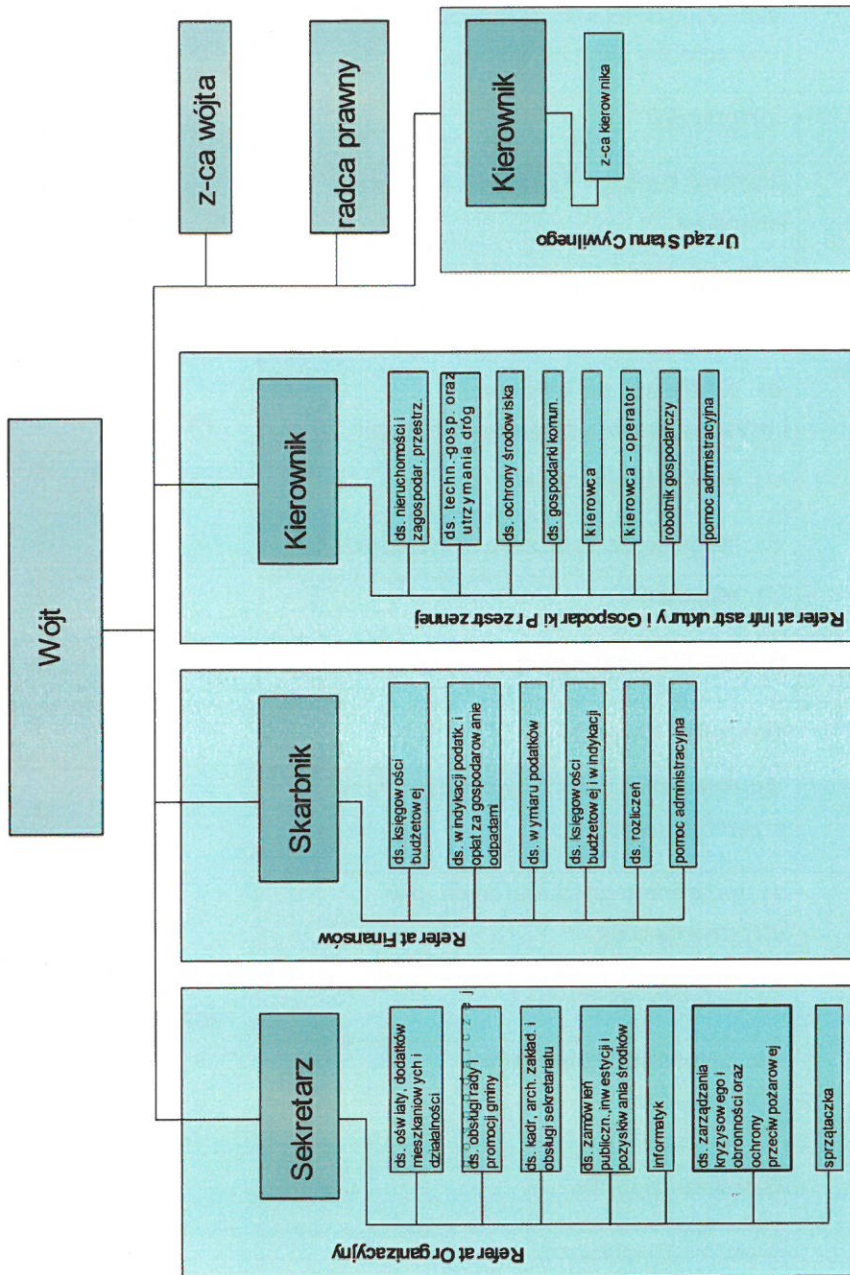 Wójt
z-ca wójta
radca prawny
Referat Organizacyjny
Sekretarz
ds. oświaty, dodatków
mieszkaniowych i
działalności
gospodarczej
ds. obsługi rady i
promocji gminy
ds. kadr, arch. zakład. i
obsługi sekretariatu
ds. zamówień
publiczn.,inwestycji i
pozyskiwania środków
informatyk
ds. zarządzania
kryzysowego i
obronności oraz
ochrony
przeciwpożarowej
sprzątaczka
Referat Finansów
Skarbnik
ds. księgowości
budżetowej
ds. windykacji podatk. i
opłat za gospodarowanie
odpadami
ds. wymiaru podatków
ds. księgowości
budżetowej i windykacji
ds. rozliczeń
pomoc administracyjna
Referat Infrastruktury i Gospodarki Przestrzennej
Kierownik
ds. nieruchomości i
zagospodar. przestrz.
ds. techn.-gosp. oraz
utrzymania dróg
ds. ochrony środowiska
ds. gospodarki komun.
kierowca
kierowca - operator
robotnik gospodarczy
pomoc admistracyjna
Urząd Stanu Cywilnego
Kierownik
z-ca kierownika